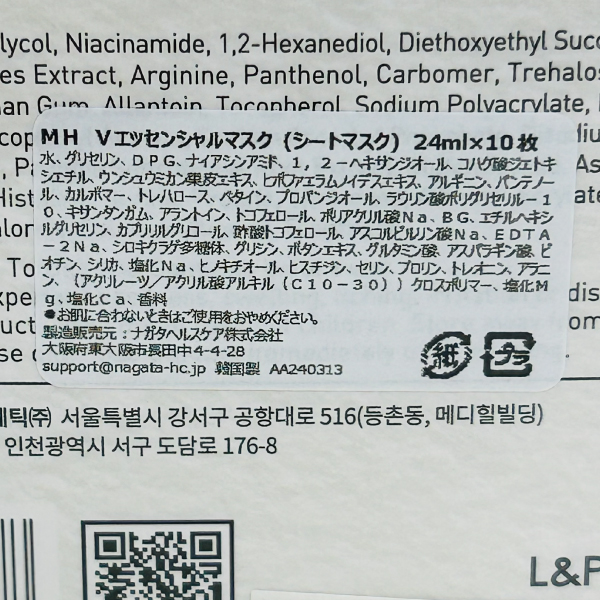 lycol, Niacinamide, 1,2-Hexanediol, Diethoxyethyl Succ
es Extract, Arginine, Panthenol, Carbomer, Trehalos
an Gum, Allantoin, Tocopherol, Sodium Polyacrylate,
ＭＨ Ｖエッセンシャルマスク (シートマスク) 24ml×10枚
水、グリセリン、ＤＰＧ、ナイアシンアミド、１，２－ヘキサンジオール、コハク酸ジエトキ
シエチル、ウンシュウミカン果皮エキス、ヒポファエラムノイデスエキス、アルギニン、パンテノー
ル、カルボマー、トレハロース、ベタイン、プロパンジオール、ラウリン酸ポリグリセリル－１
０、キサンタンガム、アラントイン、トコフェロール、ポリアクリル酸Ｎａ、ＢＧ、エチルヘキシ
ルグリセリン、カプリリルグリコール、酢酸トコフェロール、アスコルビルリン酸Ｎａ、ＥＤＴＡ
－２Ｎａ、シロキクラゲ多糖体、グリシン、ボタンエキス、グルタミン酸、アスパラギン酸、ビ
オチン、シリカ、塩化Ｎａ、ヒノキチオール、ヒスチジン、セリン、プロリン、トレオニン、アラニ
ン、（アクリレーツ／アクリル酸アルキル（Ｃ１０－３０））クロスポリマー、塩化Ｍ
ｇ、塩化Ｃａ、香料
●お肌に合わないときはご使用をおやめください。
製造販売元：ナガタヘルスケア株式会社
大阪府東大阪市長田中4-4-28
support@nagata-hc.jp 韓国製 AA240313
紙 プラ
틱㈜ 서울특별시 강서구 공항대로 516(등촌동, 메디힐빌딩)
인천광역시 서구 도담로 176-8
L&P